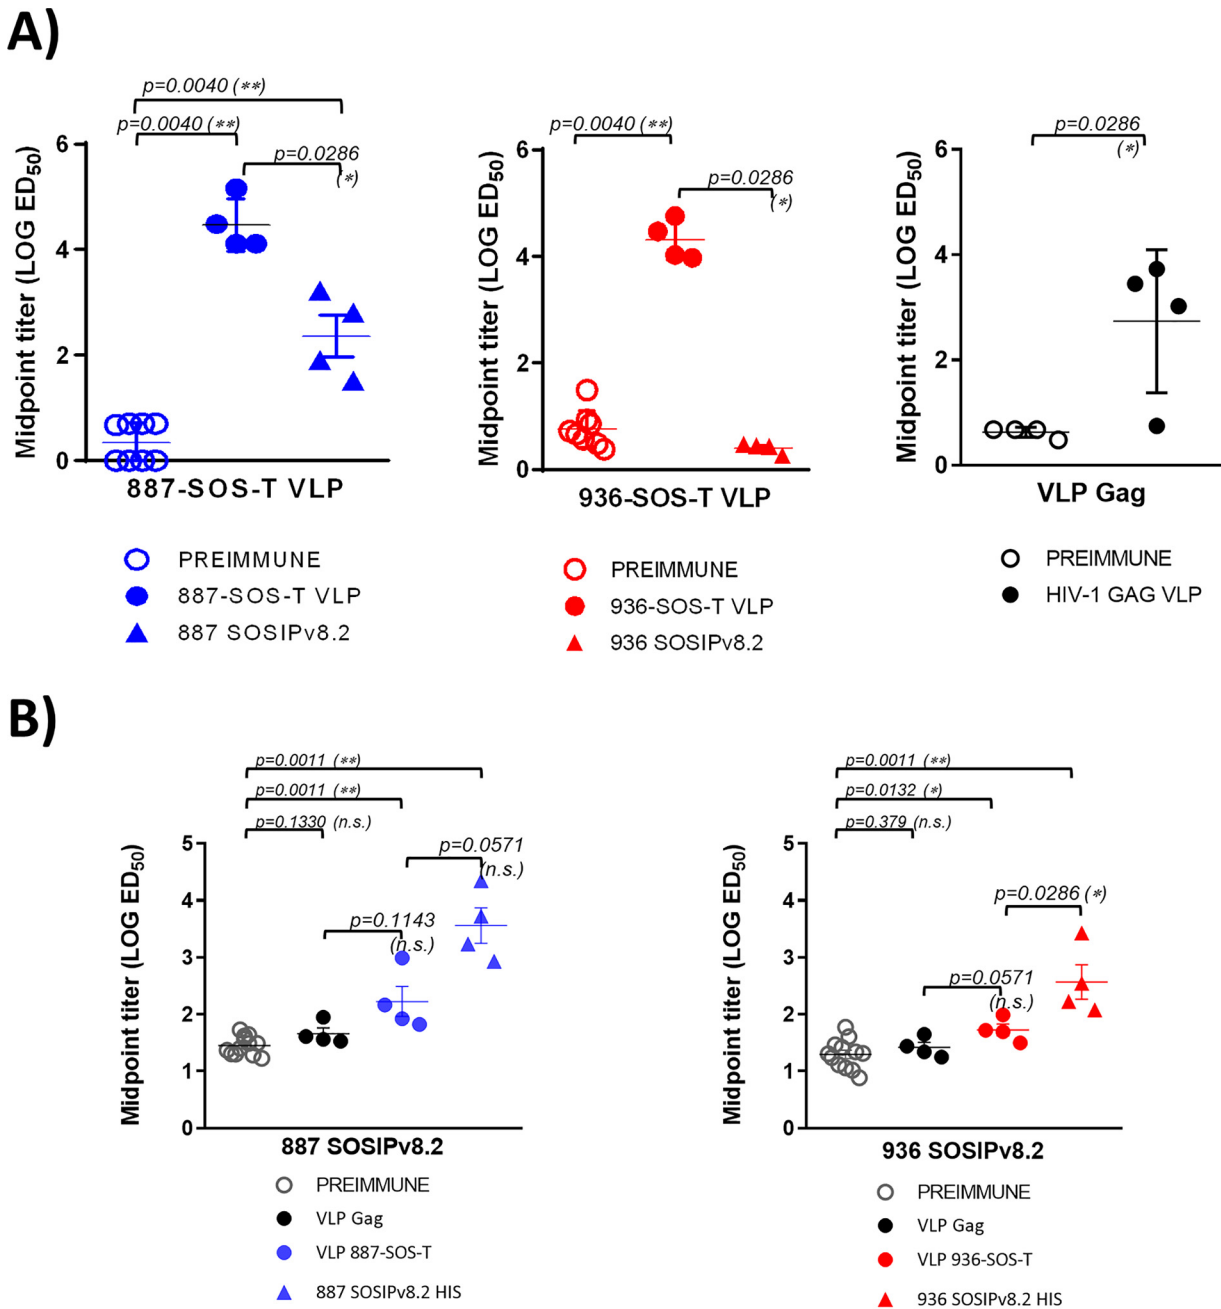 A)
p=0.0040 (**)
p=0.0040 (**)
p=0.0286
(*)
Midpoint titer (LOG ED50)
6
4
2
0
887-SOS-T VLP
PREIMMUNE
887-SOS-T VLP
887 SOSIPv8.2
p=0.0040 (**)
p=0.0286
(*)
Midpoint titer (LOG ED50)
6
4
2
0
936-SOS-T VLP
PREIMMUNE
936-SOS-T VLP
936 SOSIPv8.2
p=0.0286
(*)
Midpoint titer (LOG ED50)
6
4
2
0
VLP Gag
PREIMMUNE
HIV-1 GAG VLP
B)
p=0.0011 (**)
p=0.0011 (**)
p=0.1330 (n.s.)
p=0.0571
(n.s.)
p=0.1143
(n.s.)
Midpoint titer (LOG ED50)
5
4
3
2
1
0
887 SOSIPv8.2
PREIMMUNE
VLP Gag
VLP 887-SOS-T
887 SOSIPv8.2 HIS
p=0.0011 (**)
p=0.0132 (*)
p=0.379 (n.s.)
p=0.0286 (*)
p=0.0571
(n.s.)
Midpoint titer (LOG ED50)
5
4
3
2
1
0
936 SOSIPv8.2
PREIMMUNE
VLP Gag
VLP 936-SOS-T
936 SOSIPv8.2 HIS